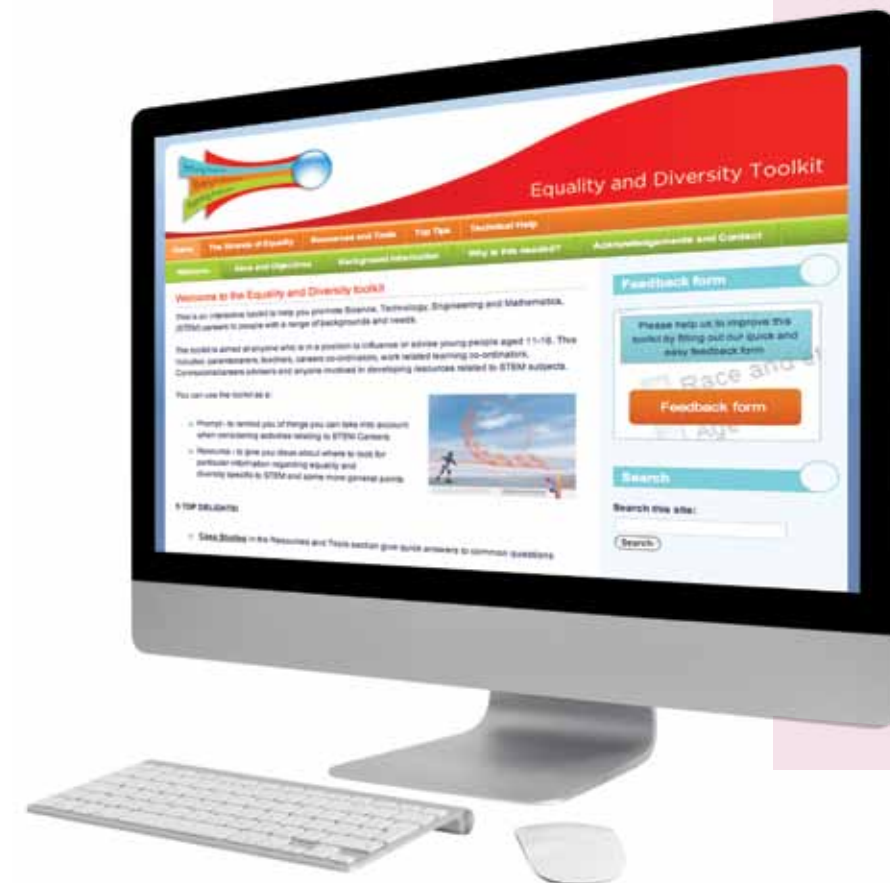 Equality and Diversity Toolkit
Home The Strands of Equality Resources and Tools Top Tips Technical Help
Welcome Aims and Objectives Background Information Why is this needed? Acknowledgements and Contact
Welcome to the Equality and Diversity toolkit
This is an interactive toolkit to help you promote Science, Technology, Engineering and Mathematics,
(STEM) careers to people with a range of backgrounds and needs.
The toolkit is aimed at anyone who is in a position to influence or advise young people aged 11-16. This
includes parents/carers, teachers, careers co-ordinators, work related learning co-ordinators,
Connexions/careers advisers and anyone involved in developing resources related to STEM subjects.
You can use the toolkit as a:
Prompt - to remind you of things you can take into account
when considering activities relating to STEM Careers
Resource - to give you ideas about where to look for
particular information regarding equality and
diversity specific to STEM and some more general points
5 TOP DELIGHTS!
Case Studies in the Resources and Tools section give quick answers to common questions
Feedback form
Please help us to improve this
toolkit by filling out our quick and
easy feedback form
Race and
Feedback form
Age
Search
Search this site:
Search